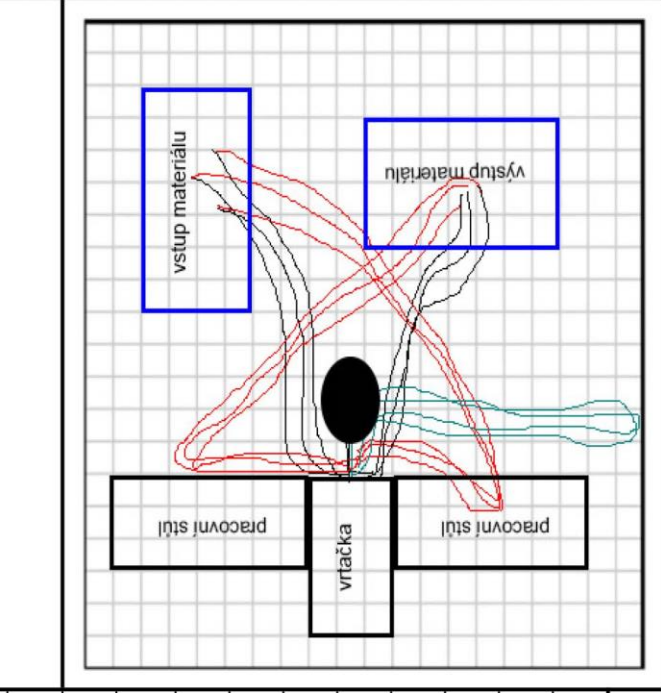 vstup materiálu
výstup materiálu
pracovní stůl
vrtačka
pracovní stůl